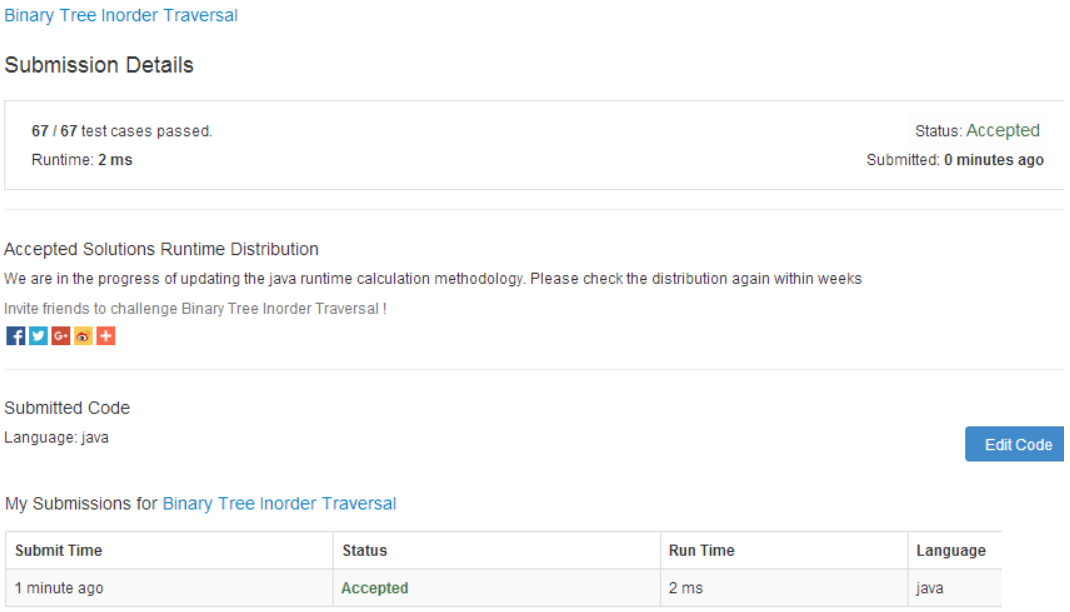 Binary Tree Inorder Traversal
Submission Details
67 / 67 test cases passed.
Status: Accepted
Runtime: 2 ms
Submitted: 0 minutes ago
Accepted Solutions Runtime Distribution
We are in the progress of updating the java runtime calculation methodology. Please check the distribution again within weeks
Invite friends to challenge Binary Tree Inorder Traversal !
Submitted Code
Language: java
Edit Code
My Submissions for Binary Tree Inorder Traversal
Submit Time Status Run Time Language
1 minute ago Accepted 2 ms java